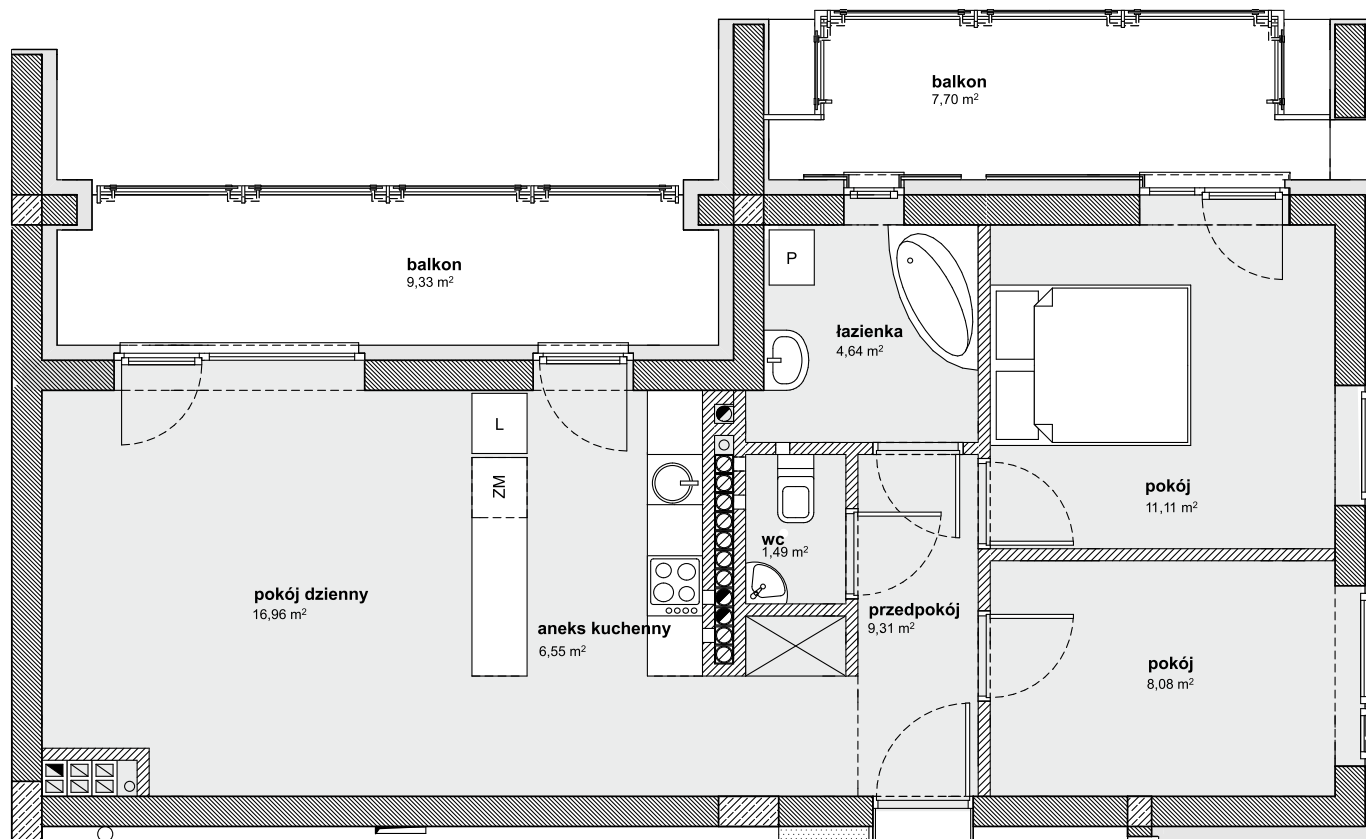 balkon
7,70 m²
balkon
9,33 m²
P
łazienka
4,64 m²
L
ZM
pokój
11,11 m²
wc
1,49 m²
pokój dzienny
16,96 m²
aneks kuchenny
6,55 m²
przedpokój
9,31 m²
pokój
8,08 m²